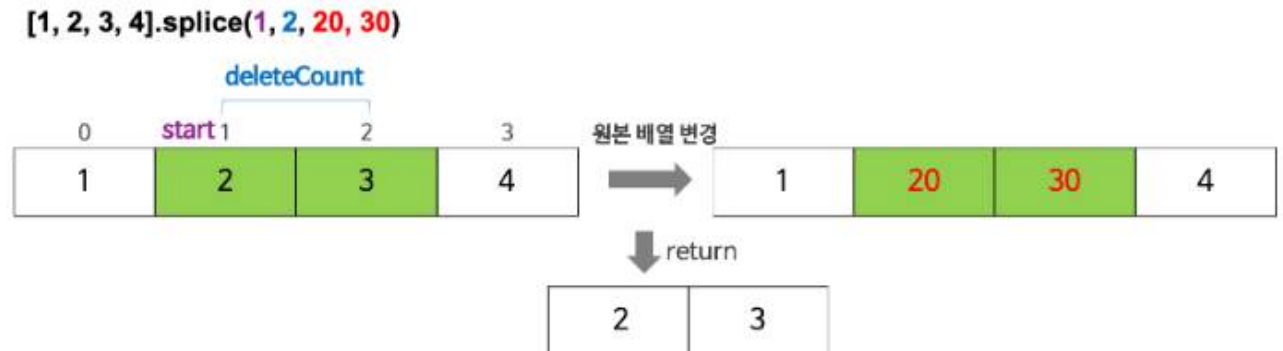 [1, 2, 3, 4].splice(1, 2, 20, 30)
deleteCount
0 start 1 2 3 원본 배열 변경
1 2 3 4 1 20 30 4
return
2 3